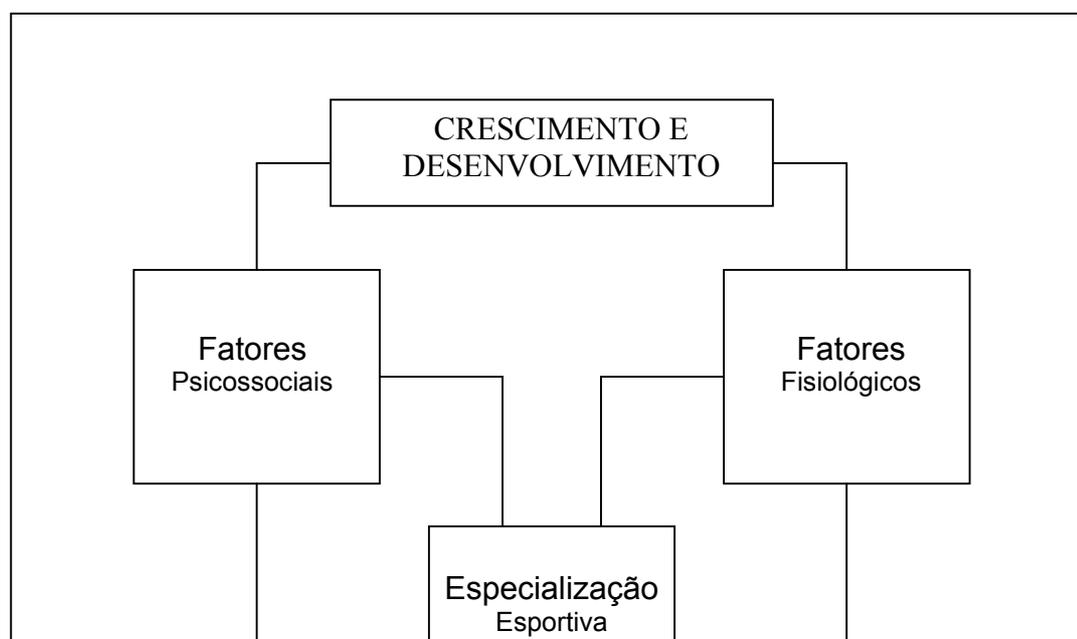 CRESCIMENTO E
DESENVOLVIMENTO
Fatores
Psicossociais
Fatores
Fisiológicos
Especialização
Esportiva